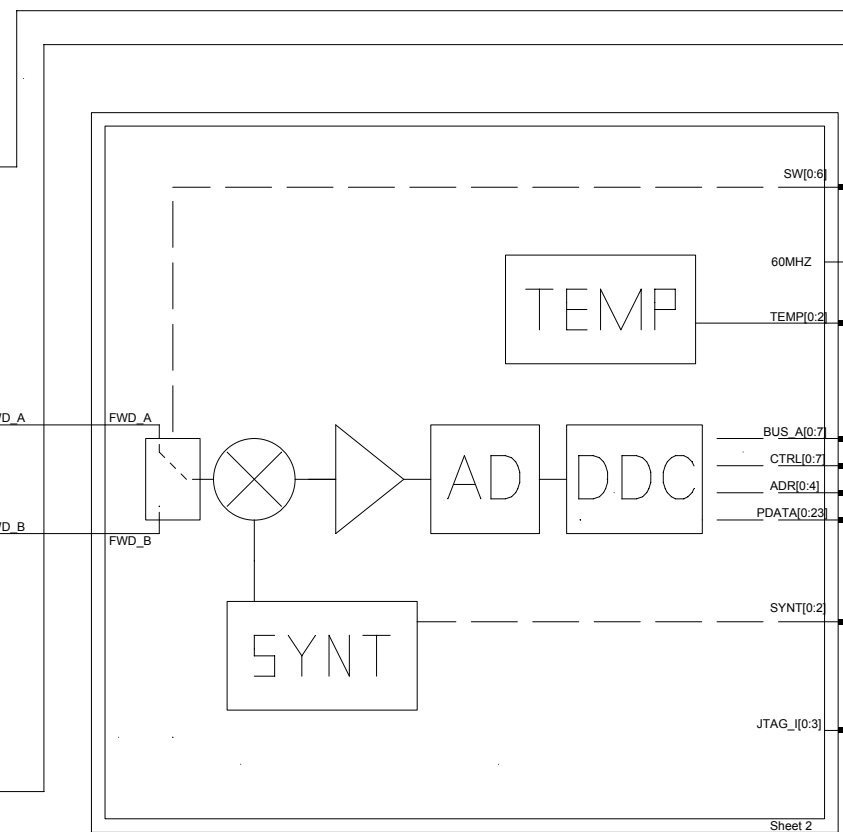 SW[0:6]
60MHZ
TEMP
TEMP[0:2]
FWD_A
BUS_A[0:7]
CTRL[0:7]
AD
DDC
ADR[0:4]
PDATA[0:23]
FWD_B
SYNT[0:2]
SYNT
JTAG_I[0:3]
Sheet 2